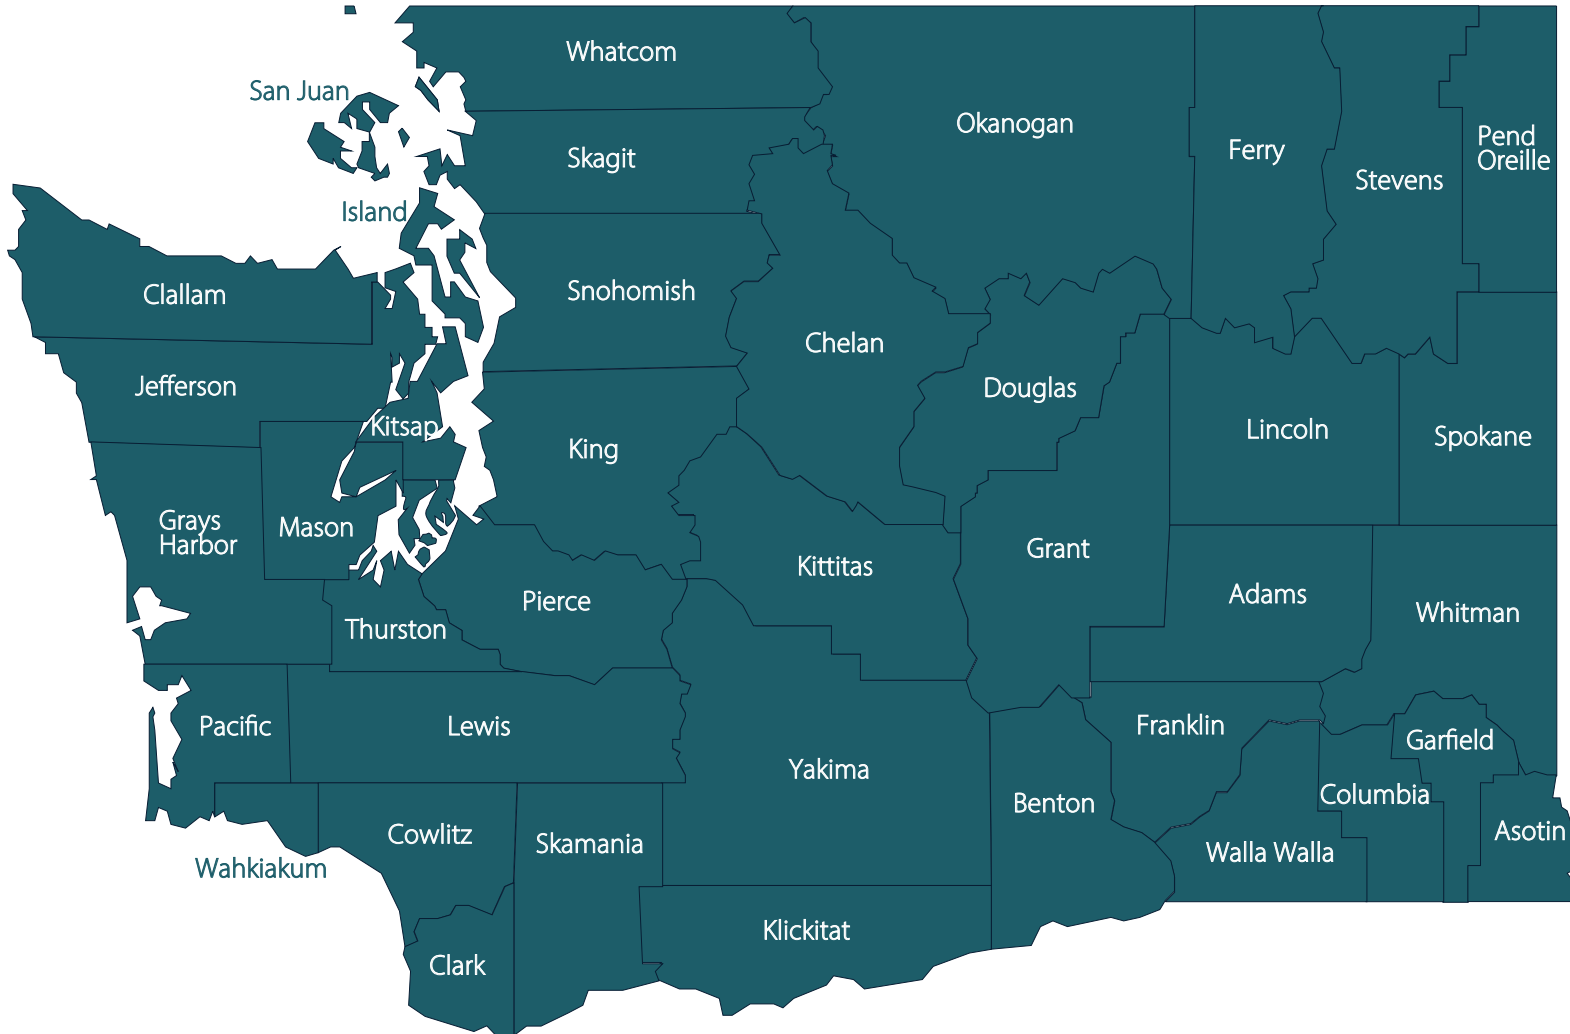 Whatcom
San Juan
Okanogan
Pend
Oreille
Ferry
Skagit
Stevens
Island
Clallam
Snohomish
Chelan
Jefferson
Douglas
Kitsap
Lincoln
Spokane
King
Grays
Harbor
Mason
Grant
Kittitas
Adams
Pierce
Whitman
Thurston
Pacific
Lewis
Franklin
Garfield
Yakima
Columbia
Benton
Asotin
Cowlitz
Skamania
Walla Walla
Wahkiakum
Klickitat
Clark